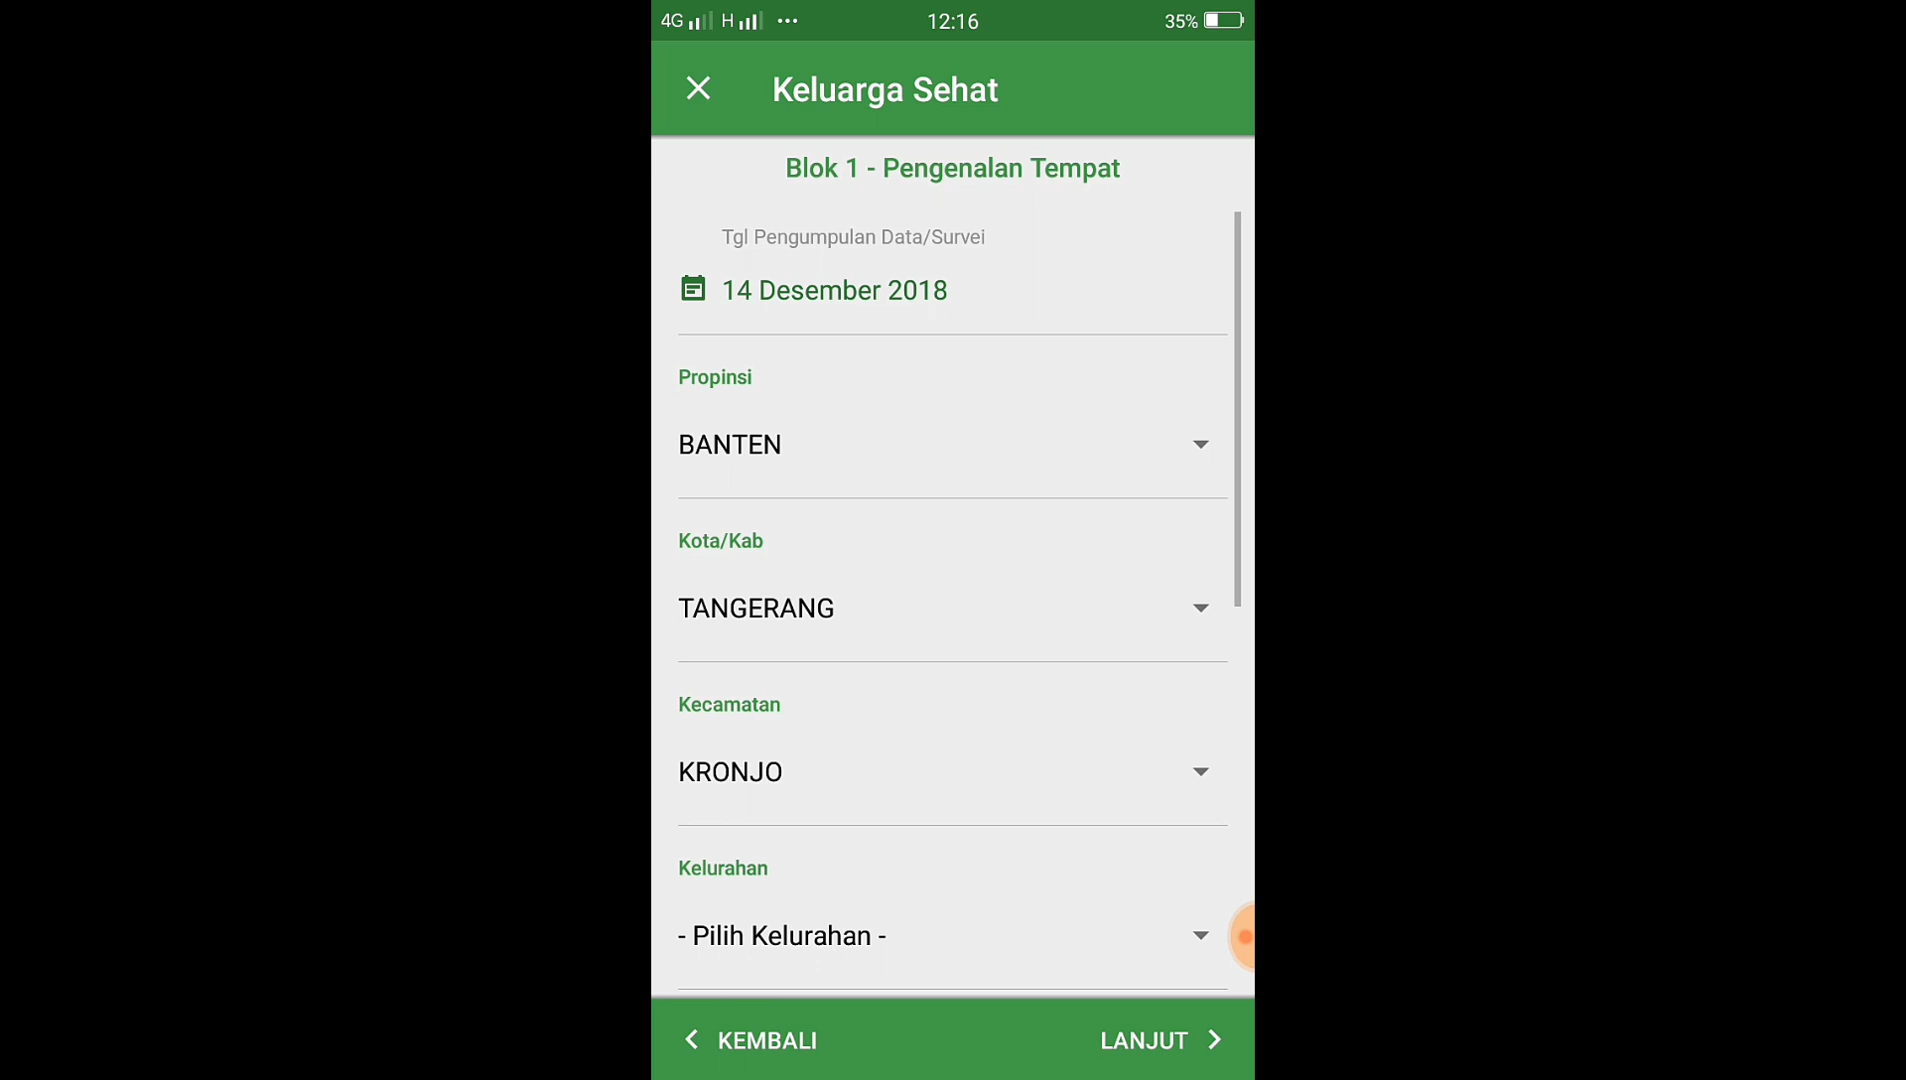 4G H ••• 12:16 35%
Keluarga Sehat
Blok 1 - Pengenalan Tempat
Tgl Pengumpulan Data/Survei
14 Desember 2018
Propinsi
BANTEN
Kota/Kab
TANGERANG
Kecamatan
KRONJO
Kelurahan
- Pilih Kelurahan -
KEMBALI LANJUT